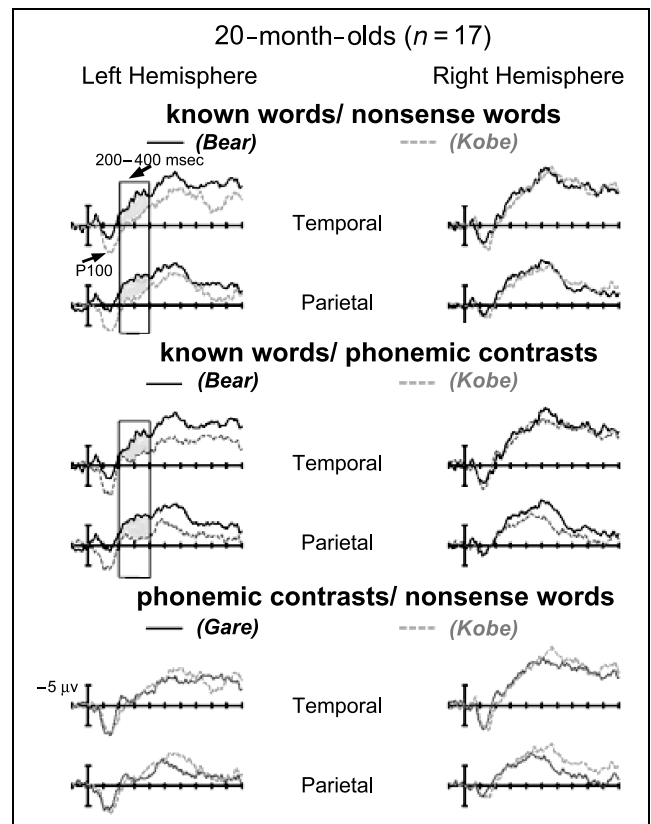 20-month-olds (n = 17)
Left Hemisphere Right Hemisphere
known words/ nonsense words
(Bear) (Kobe)
200-400 msec
Temporal
P100
Parietal
known words/ phonemic contrasts
(Bear) (Kobe)
Temporal
Parietal
phonemic contrasts/ nonsense words
(Gare) (Kobe)
-5 μv
Temporal
Parietal